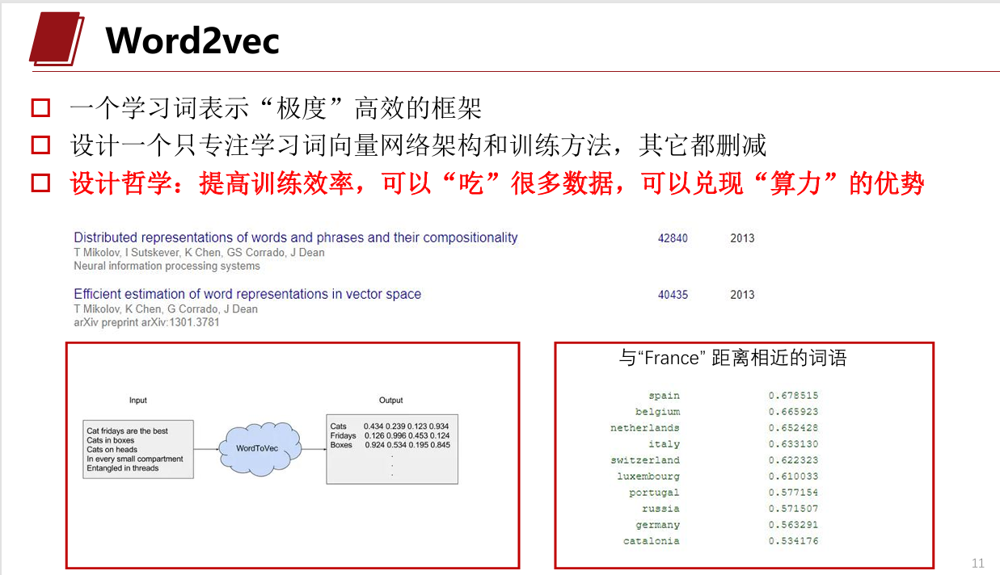 Word2vec
一个学习词表示“极度”高效的框架
设计一个只专注学习词向量网络架构和训练方法，其它都删减
设计哲学：提高训练效率，可以“吃”很多数据，可以兑现“算力”的优势
Distributed representations of words and phrases and their compositionality 42840 2013
T Mikolov, I Sutskever, K Chen, GS Corrado, J Dean
Neural information processing systems
Efficient estimation of word representations in vector space 40435 2013
T Mikolov, K Chen, G Corrado, J Dean
arXiv preprint arXiv:1301.3781
Input
Cat fridays are the best
Cats in boxes
Cats on heads
In every small compartment
Entangled in threads
WordToVec
Output
Cats 0.434 0.239 0.123 0.934
Fridays 0.126 0.996 0.453 0.124
Boxes 0.924 0.534 0.195 0.845
.
.
.
与“France” 距离相近的词语
spain 0.678515
belgium 0.665923
netherlands 0.652428
italy 0.633130
switzerland 0.622323
luxembourg 0.610033
portugal 0.577154
russia 0.571507
germany 0.563291
catalonia 0.534176
11